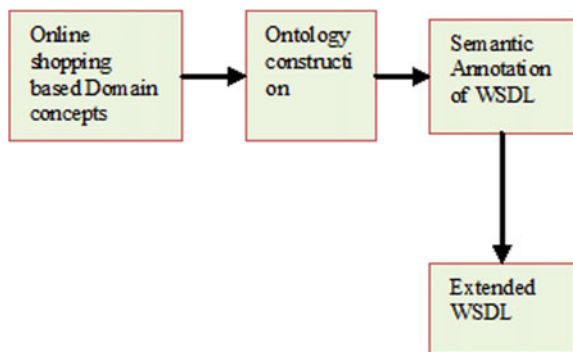 Online
shopping
based Domain
concepts
Ontology
constructi
on
Semantic
Annotation
of WSDL
Extended
WSDL